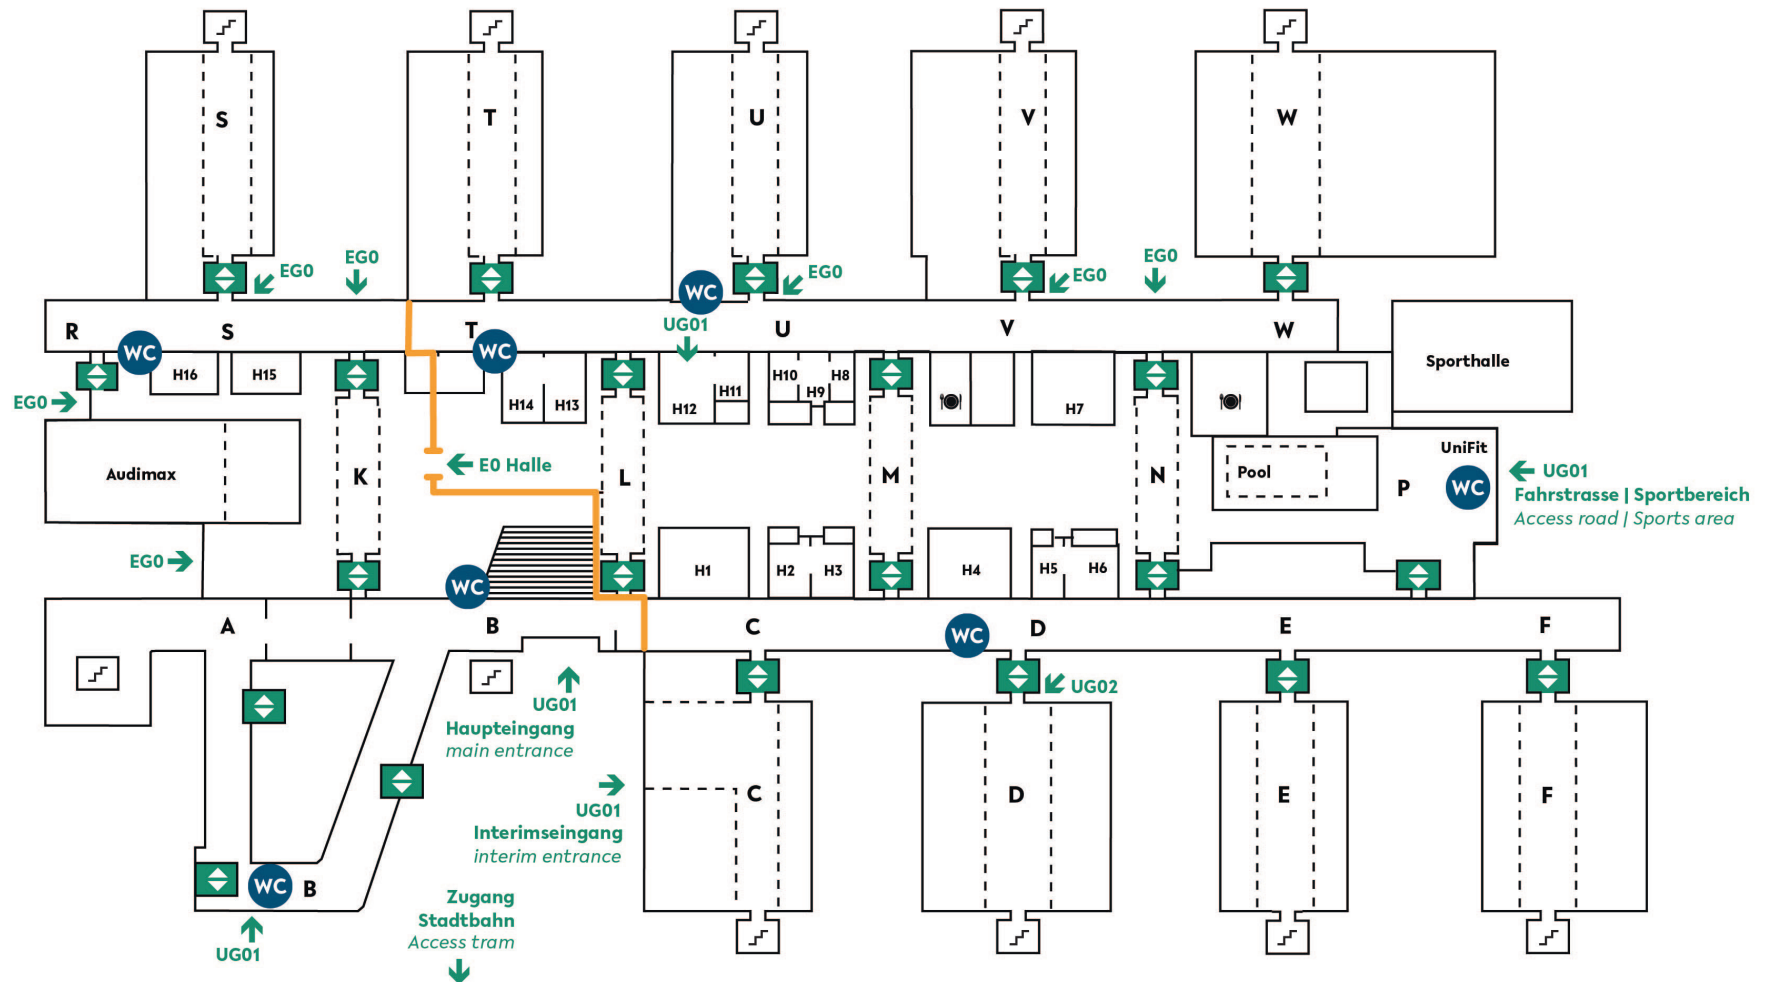 S
T
U
V
W
EG0
EG0
EG0
EG0
EG0
WC
R
S
T
UG01
U
V
W
WC
WC
Sporthalle
H16
H15
H14
H13
H12
H11
H10
H9
H8
H7
EG0
Audimax
K
E0 Halle
L
M
N
Pool
UniFit
P
WC
UG01
Fahrstrasse | Sportbereich
Access road | Sports area
EG0
WC
H1
H2
H3
H4
H5
H6
A
B
C
WC
D
E
F
UG01
Haupteingang
main entrance
UG02
UG01
Interimseingang
interim entrance
C
D
E
F
WC
B
UG01
Zugang
Stadtbahn
Access tram